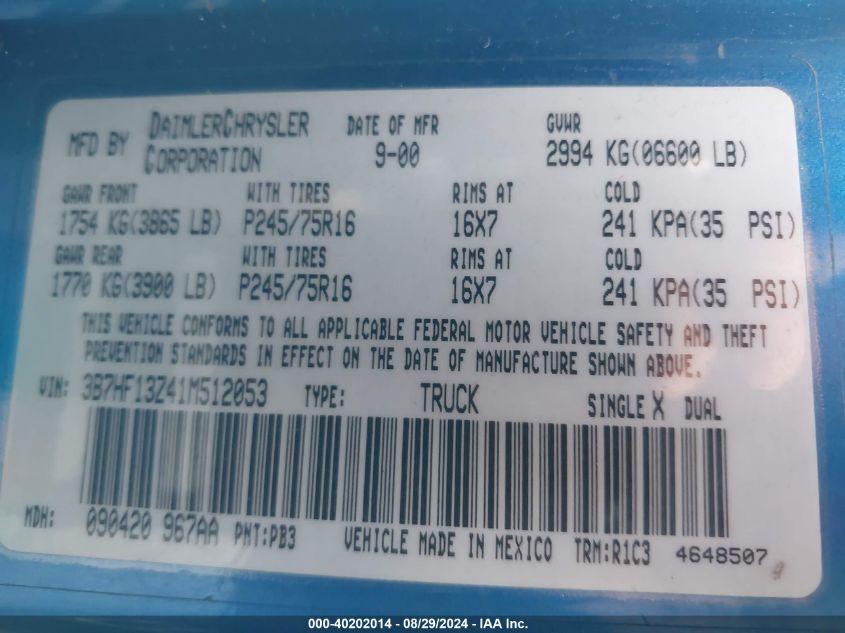 MFD BY DAIMLERCHRYSLER CORPORATION DATE OF MFR 9-00 GVWR 2994 KG(06600 LB)
GAWR FRONT WITH TIRES RIMS AT COLD
1754 KG(3865 LB) P245/75R16 16X7 241 KPA(35 PSI)
GAWR REAR WITH TIRES RIMS AT COLD
1770 KG(3900 LB) P245/75R16 16X7 241 KPA(35 PSI)
THIS VEHICLE CONFORMS TO ALL APPLICABLE FEDERAL MOTOR VEHICLE SAFETY AND THEFT
PREVENTION STANDARDS IN EFFECT ON THE DATE OF MANUFACTURE SHOWN ABOVE.
VIN: 3B7HF13Z41M512053 TYPE: TRUCK SINGLE X DUAL
MDH: 090420 967AA PNT:PB3 VEHICLE MADE IN MEXICO TRM:R1C3 4648507
000-40202014 - 08/29/2024 - IAA Inc.